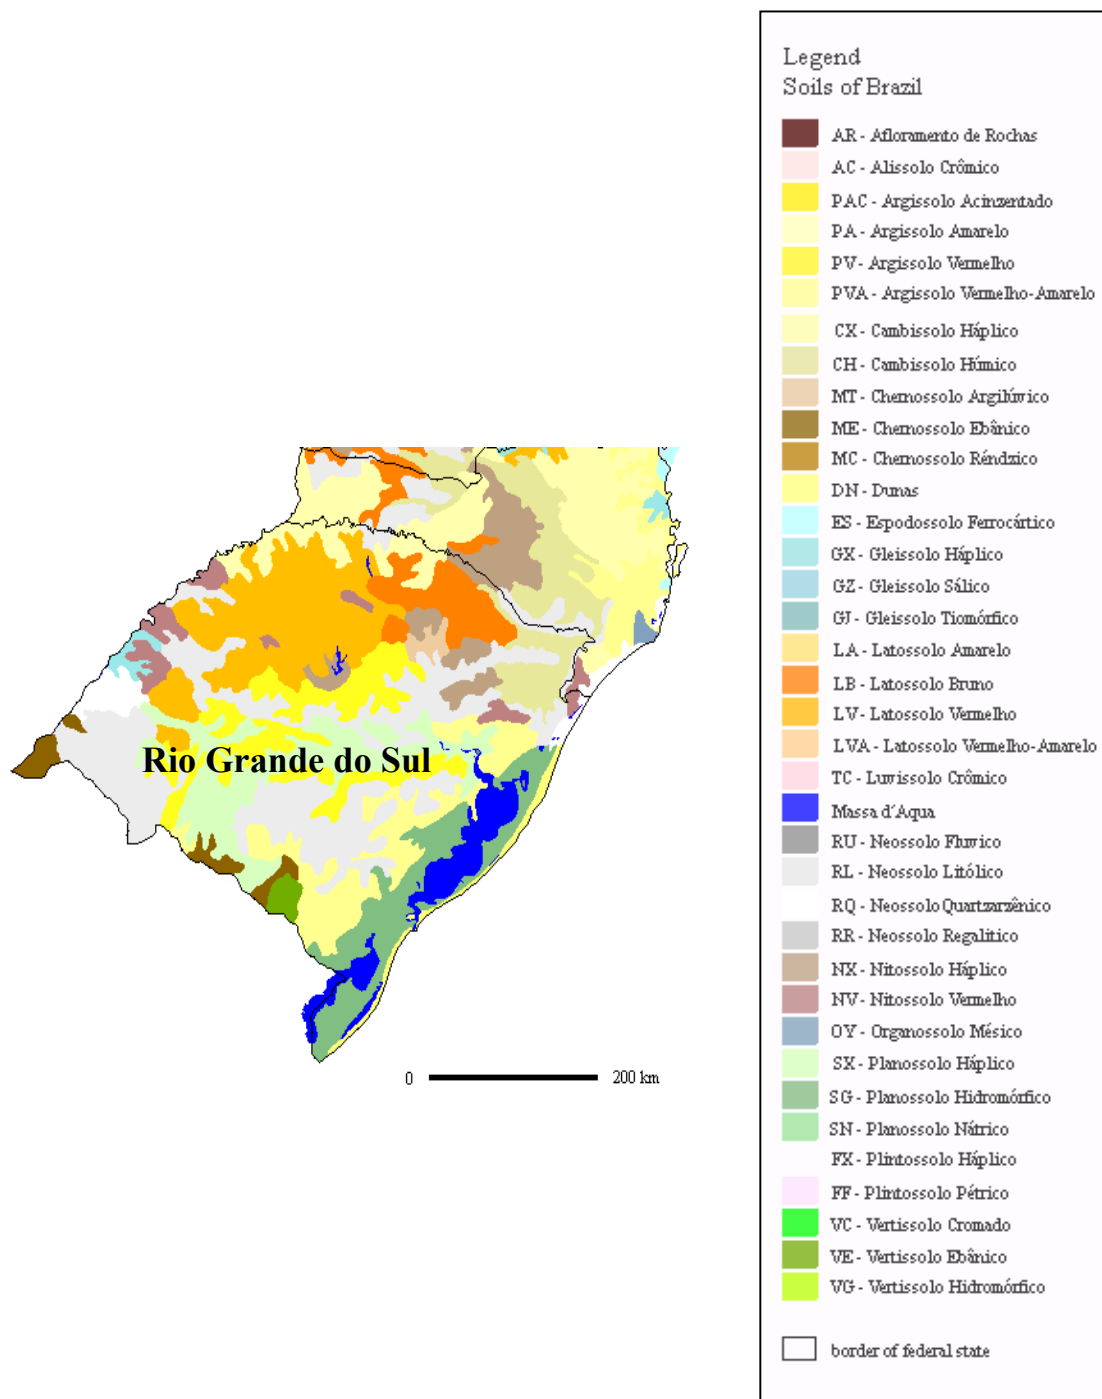 Legend
Soils of Brazil
AR - Afloramento de Rochas
AC - Alissolo Crômico
PAC - Argissolo Acinzentado
PA - Argissolo Amarelo
PV - Argissolo Vermelho
PVA - Argissolo Vermelho-Amarelo
CX - Cambissolo Háplico
CH - Cambissolo Húmico
MT - Chernossolo Argilúvico
ME - Chernossolo Ebânico
MC - Chernossolo Réndzico
DN - Dunas
ES - Espodossolo Ferrocártico
GX - Gleissolo Háplico
GZ - Gleissolo Sálico
GJ - Gleissolo Tiomórfico
LA - Latossolo Amarelo
LB - Latossolo Bruno
LV - Latossolo Vermelho
LVA - Latossolo Vermelho-Amarelo
TC - Luvissolo Crômico
Massa d´Aqua
RU - Neossolo Fluvico
RL - Neossolo Litólico
RQ - Neossolo Quartzarzênico
RR - Neossolo Regalitico
NX - Nitossolo Háplico
NV - Nitossolo Vermelho
OY - Organossolo Mésico
SX - Planossolo Háplico
SG - Planossolo Hidromórfico
SN - Planossolo Nátrico
FX - Plintossolo Háplico
FF - Plintossolo Pétrico
VC - Vertissolo Cromado
VE - Vertissolo Ebânico
VG - Vertissolo Hidromórfico
border of federal state
Rio Grande do Sul
0 200 km